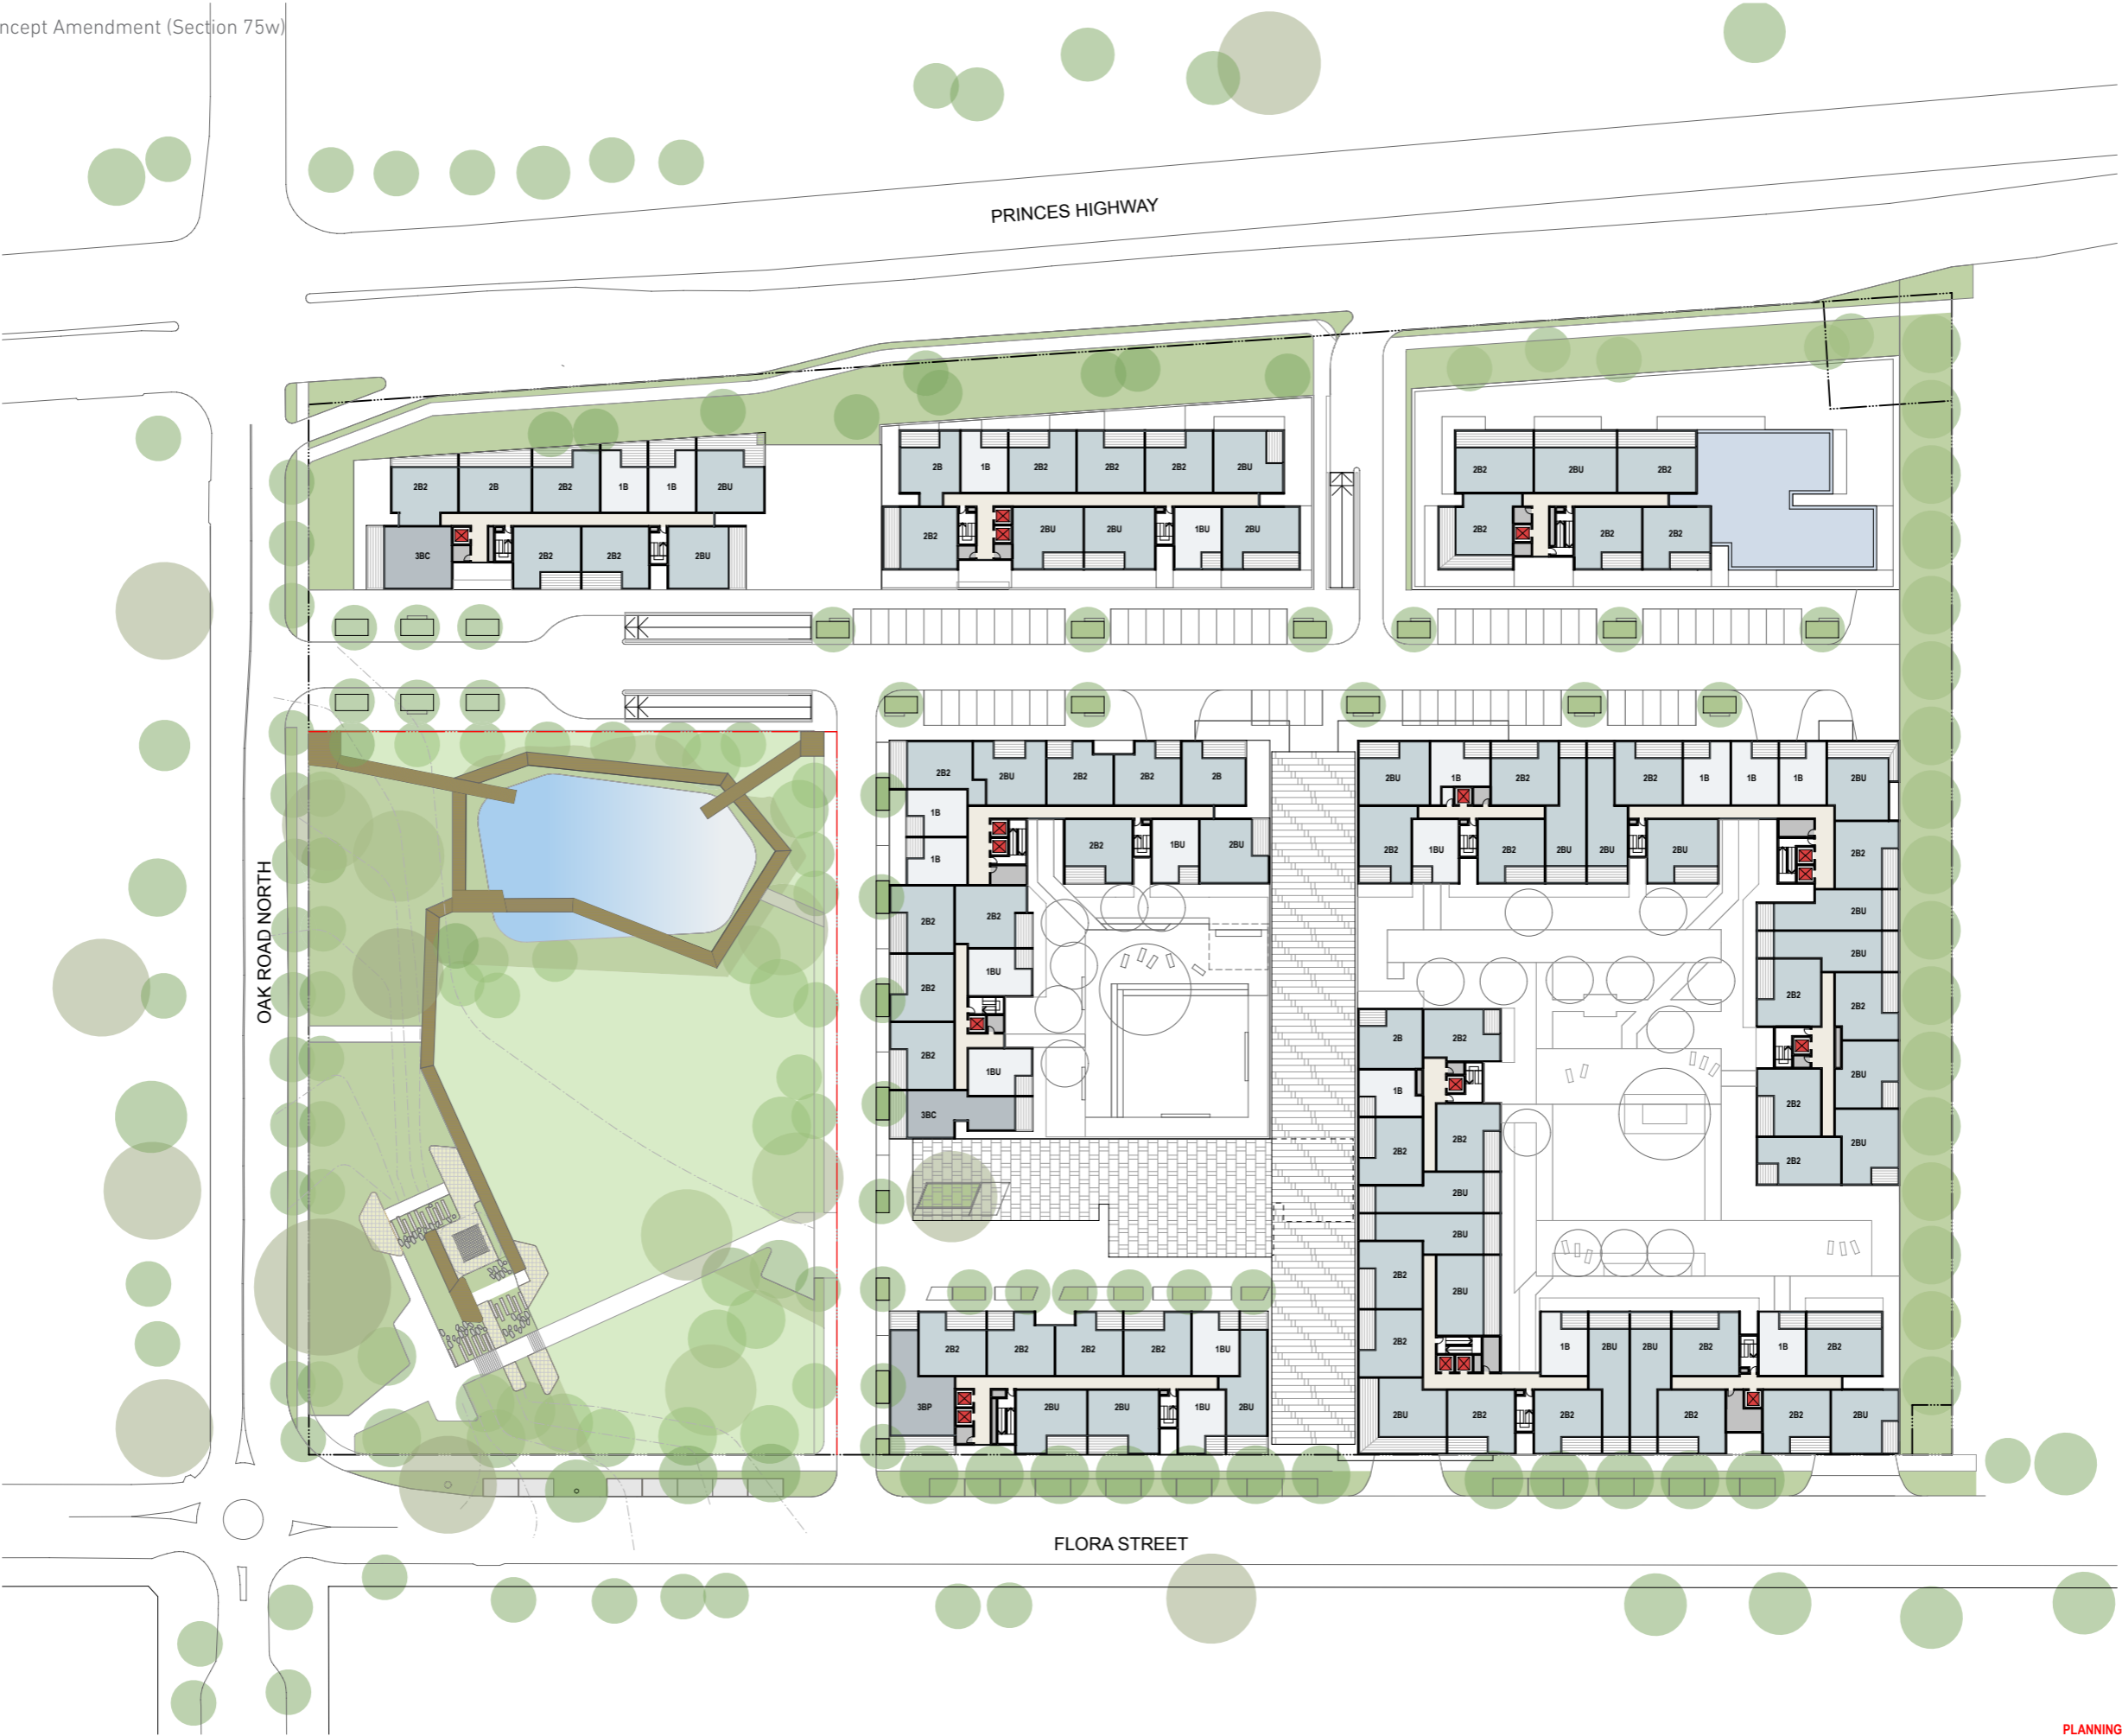 ncept Amendment (Section 75w)
PRINCES HIGHWAY
2B2 2B 2B2 1B 1B 2BU
3BC 2B2 2B2 2BU
2B 1B 2B2 2B2 2B2 2BU
2B2 2BU 2BU 1BU 2BU
2B2 2BU 2B2
2B2 2B2 2B2
OAK ROAD NORTH
2B2 2BU 2B2 2B2 2B
1B
2B2 1BU 2BU
1B
2B2 2B2
1BU
2B2
2B2
1BU
3BC
2BU 1B 2B2 2B2 1B 1B 1B 2BU
2B2 1BU 2B2 2BU 2BU 2BU 2B2
2BU
2BU
2B2
2B2
2BU
2B2
2BU
2B2
2B 2B2
1B
2B2
2B2
2BU
2BU
2B2
2BU
2B2
2B2 2B2 2B2 2B2 1BU
3BP 2BU 2BU 1BU 2BU
1B 2BU 2BU 2B2 1B 2B2
2BU 2B2 2B2 2B2 2B2 2BU
FLORA STREET
PLANNING